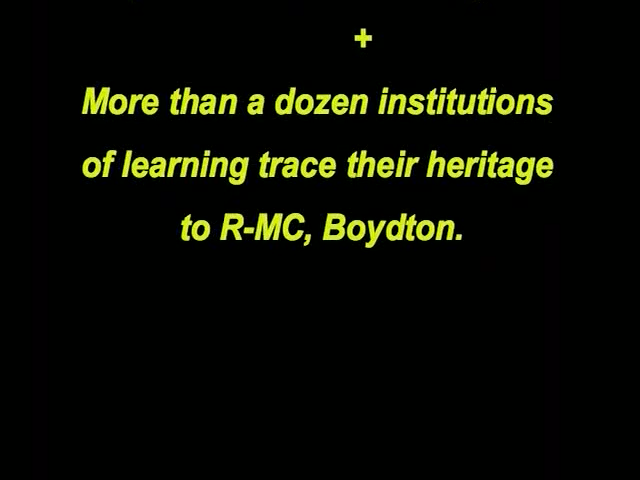 +
More than a dozen institutions
of learning trace their heritage
to R-MC, Boydton.